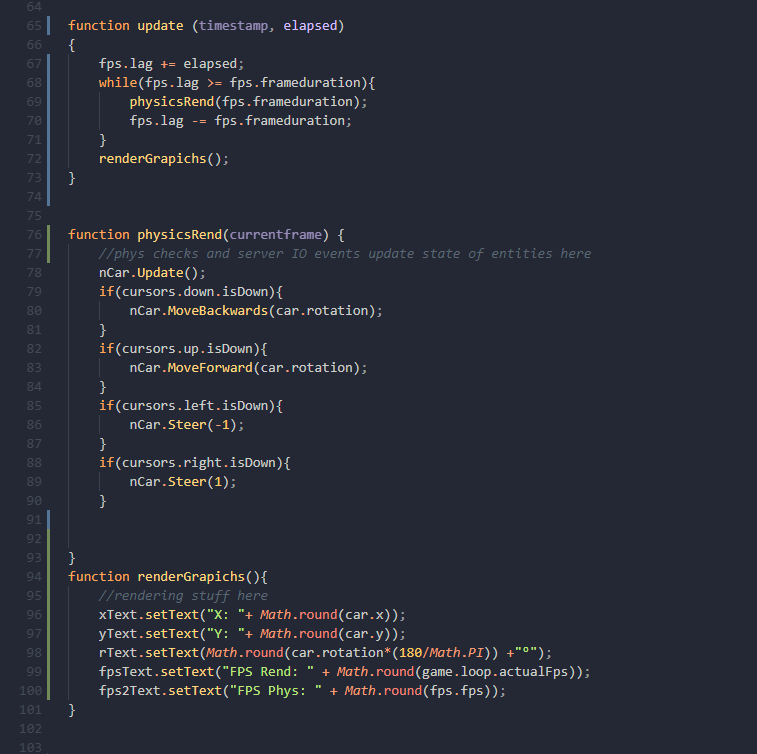 64
65 function update (timestamp, elapsed)
66 {
67 fps.lag += elapsed;
68 while(fps.lag >= fps.frameduration){
69 physicsRend(fps.frameduration);
70 fps.lag -= fps.frameduration;
71 }
72 renderGrapichs();
73 }
74
75
76 function physicsRend(currentframe) {
77 //phys checks and server IO events update state of entities here
78 nCar.Update();
79 if(cursors.down.isDown){
80 nCar.MoveBackwards(car.rotation);
81 }
82 if(cursors.up.isDown){
83 nCar.MoveForward(car.rotation);
84 }
85 if(cursors.left.isDown){
86 nCar.Steer(-1);
87 }
88 if(cursors.right.isDown){
89 nCar.Steer(1);
90 }
91
92
93 }
94 function renderGrapichs(){
95 //rendering stuff here
96 xText.setText("X: "+ Math.round(car.x));
97 yText.setText("Y: "+ Math.round(car.y));
98 rText.setText(Math.round(car.rotation*(180/Math.PI)) +"°");
99 fpsText.setText("FPS Rend: " + Math.round(game.loop.actualFps));
100 fps2Text.setText("FPS Phys: " + Math.round(fps.fps));
101 }
102
103